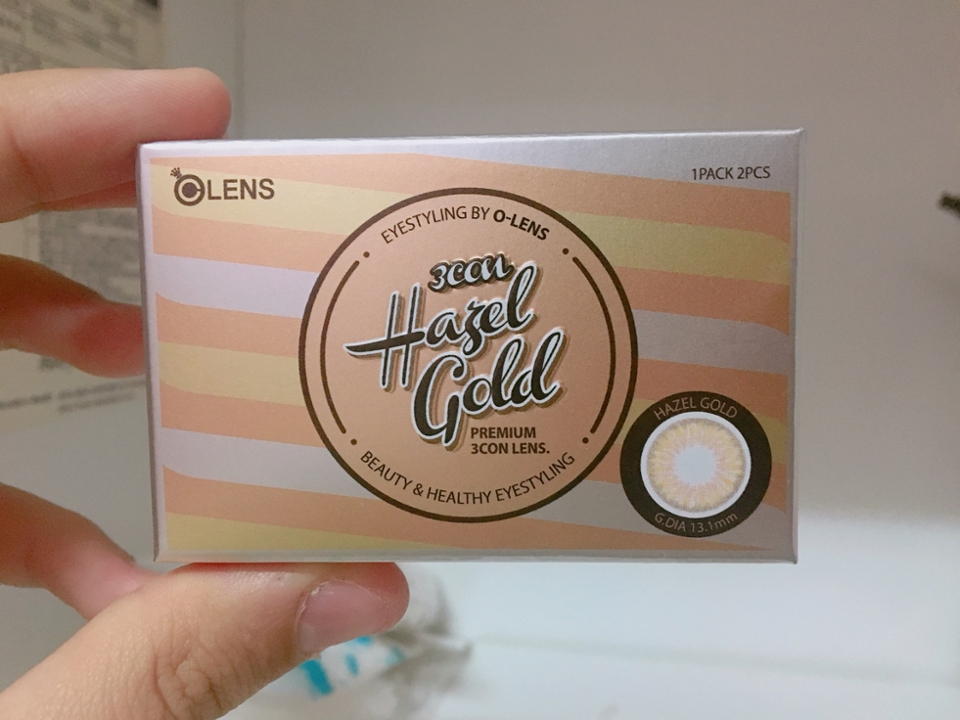 OLENS
1PACK 2PCS
EYESTYLING BY O-LENS
3con
Hazel
Gold
PREMIUM
3CON LENS.
BEAUTY & HEALTHY EYESTYLING
HAZEL GOLD
G.DIA 13.1mm